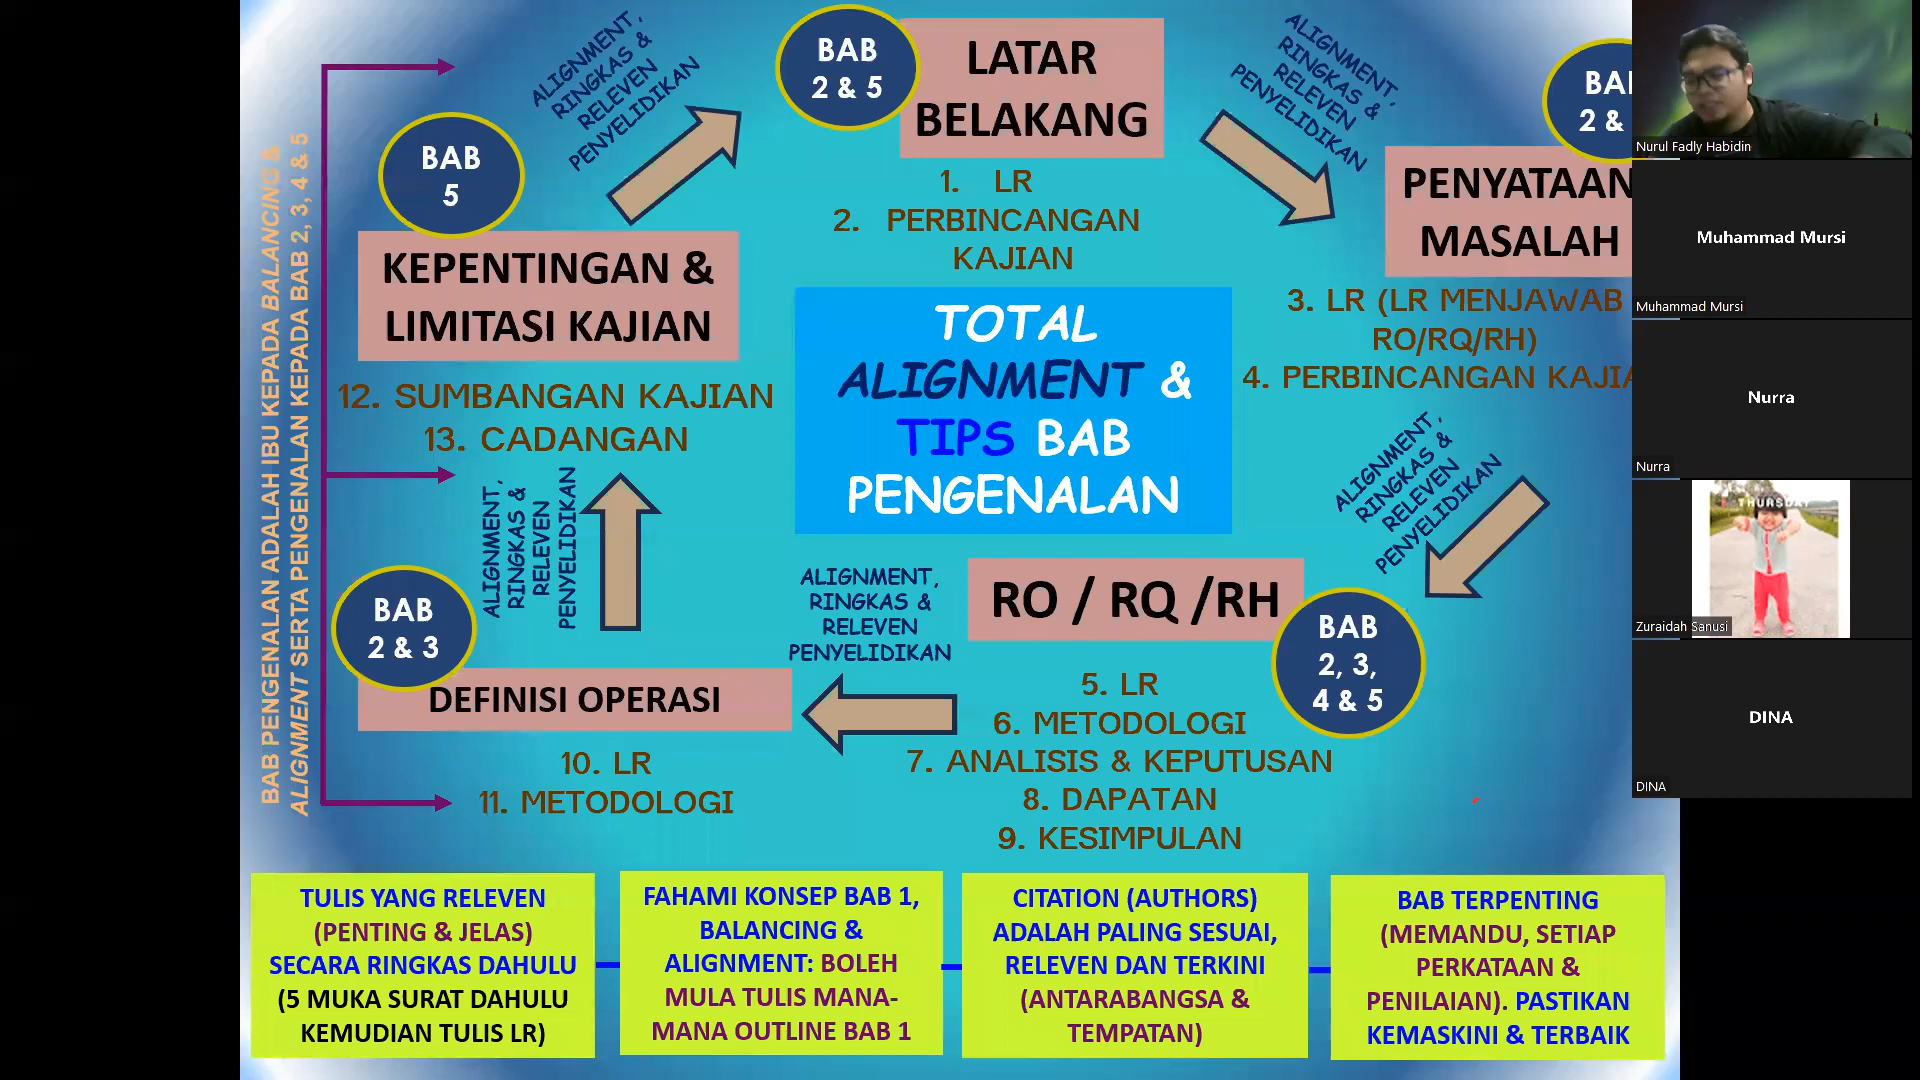 BAB PENGENALAN ADALAH IBU KEPADA BALANCING &
ALIGNMENT SERTA PENGENALAN KEPADA BAB 2, 3, 4 & 5
BAB
5
KEPENTINGAN &
LIMITASI KAJIAN
12. SUMBANGAN KAJIAN
13. CADANGAN
ALIGNMENT,
RINGKAS &
RELEVEN
PENYELIDIKAN
BAB
2 & 5
LATAR
BELAKANG
1. LR
2. PERBINCANGAN
KAJIAN
ALIGNMENT,
RINGKAS &
RELEVEN
PENYELIDIKAN
2 &
PENYATAAN
MASALAH
3. LR (LR MENJAWAB
RO/RQ/RH)
4. PERBINCANGAN
TOTAL
ALIGNMENT &
TIPS BAB
PENGENALAN
ALIGNMENT,
RINGKAS &
RELEVEN
PENYELIDIKAN
RO / RQ /RH
BAB
2, 3,
4 & 5
5. LR
6. METODOLOGI
7. ANALISIS & KEPUTUSAN
8. DAPATAN
9. KESIMPULAN
ALIGNMENT,
RINGKAS &
RELEVEN
PENYELIDIKAN
BAB
2 & 3
DEFINISI OPERASI
10. LR
11. METODOLOGI
ALIGNMENT,
RINGKAS &
RELEVEN
PENYELIDIKAN
TULIS YANG RELEVEN
(PENTING & JELAS)
SECARA RINGKAS DAHULU
(5 MUKA SURAT DAHULU
KEMUDIAN TULIS LR)
FAHAMI KONSEP BAB 1,
BALANCING &
ALIGNMENT: BOLEH
MULA TULIS MANA-
MANA OUTLINE BAB 1
CITATION (AUTHORS)
ADALAH PALING SESUAI,
RELEVEN DAN TERKINI
(ANTARABANGSA &
TEMPATAN)
BAB TERPENTING
(MEMANDU, SETIAP
PERKATAAN &
PENILAIAN). PASTIKAN
KEMASKINI & TERBAIK
Nurul Fadly Habidin
Muhammad Mursi
Muhammad Mursi
Nurra
Nurra
THURSDAY
Zuraidah Sanusi
DINA
DINA